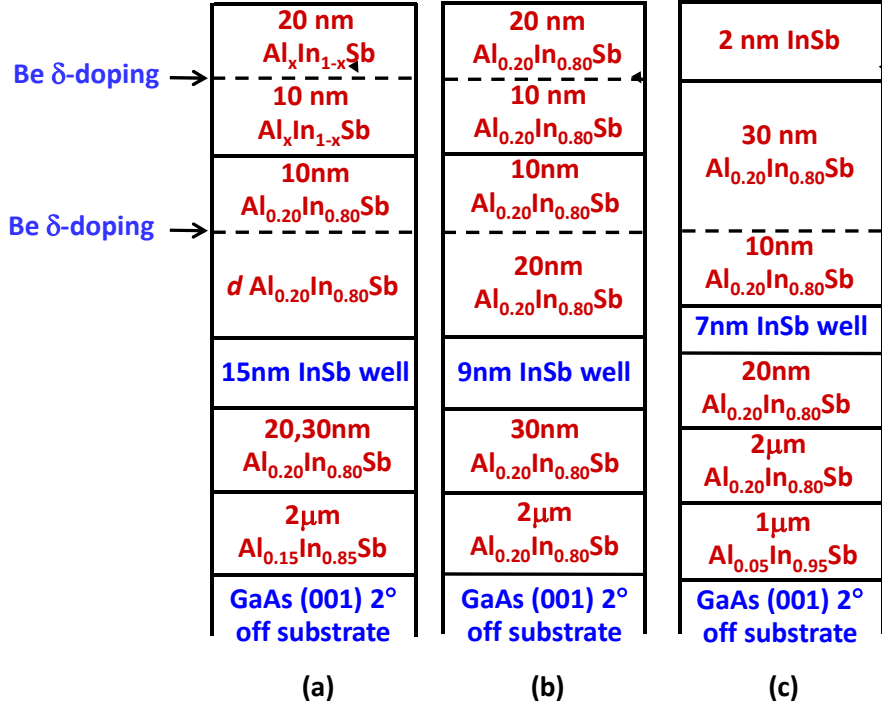 Be δ-doping
Be δ-doping
20 nm
AlxIn1-xSb
10 nm
AlxIn1-xSb
10nm
Al0.20In0.80Sb
d Al0.20In0.80Sb
15nm InSb well
20,30nm
Al0.20In0.80Sb
2μm
Al0.15In0.85Sb
GaAs (001) 2°
off substrate
(a)
20 nm
Al0.20In0.80Sb
10 nm
Al0.20In0.80Sb
10nm
Al0.20In0.80Sb
20nm
Al0.20In0.80Sb
9nm InSb well
30nm
Al0.20In0.80Sb
2μm
Al0.20In0.80Sb
GaAs (001) 2°
off substrate
(b)
2 nm InSb
30 nm
Al0.20In0.80Sb
10nm
Al0.20In0.80Sb
7nm InSb well
20nm
Al0.20In0.80Sb
2μm
Al0.20In0.80Sb
1μm
Al0.05In0.95Sb
GaAs (001) 2°
off substrate
(c)